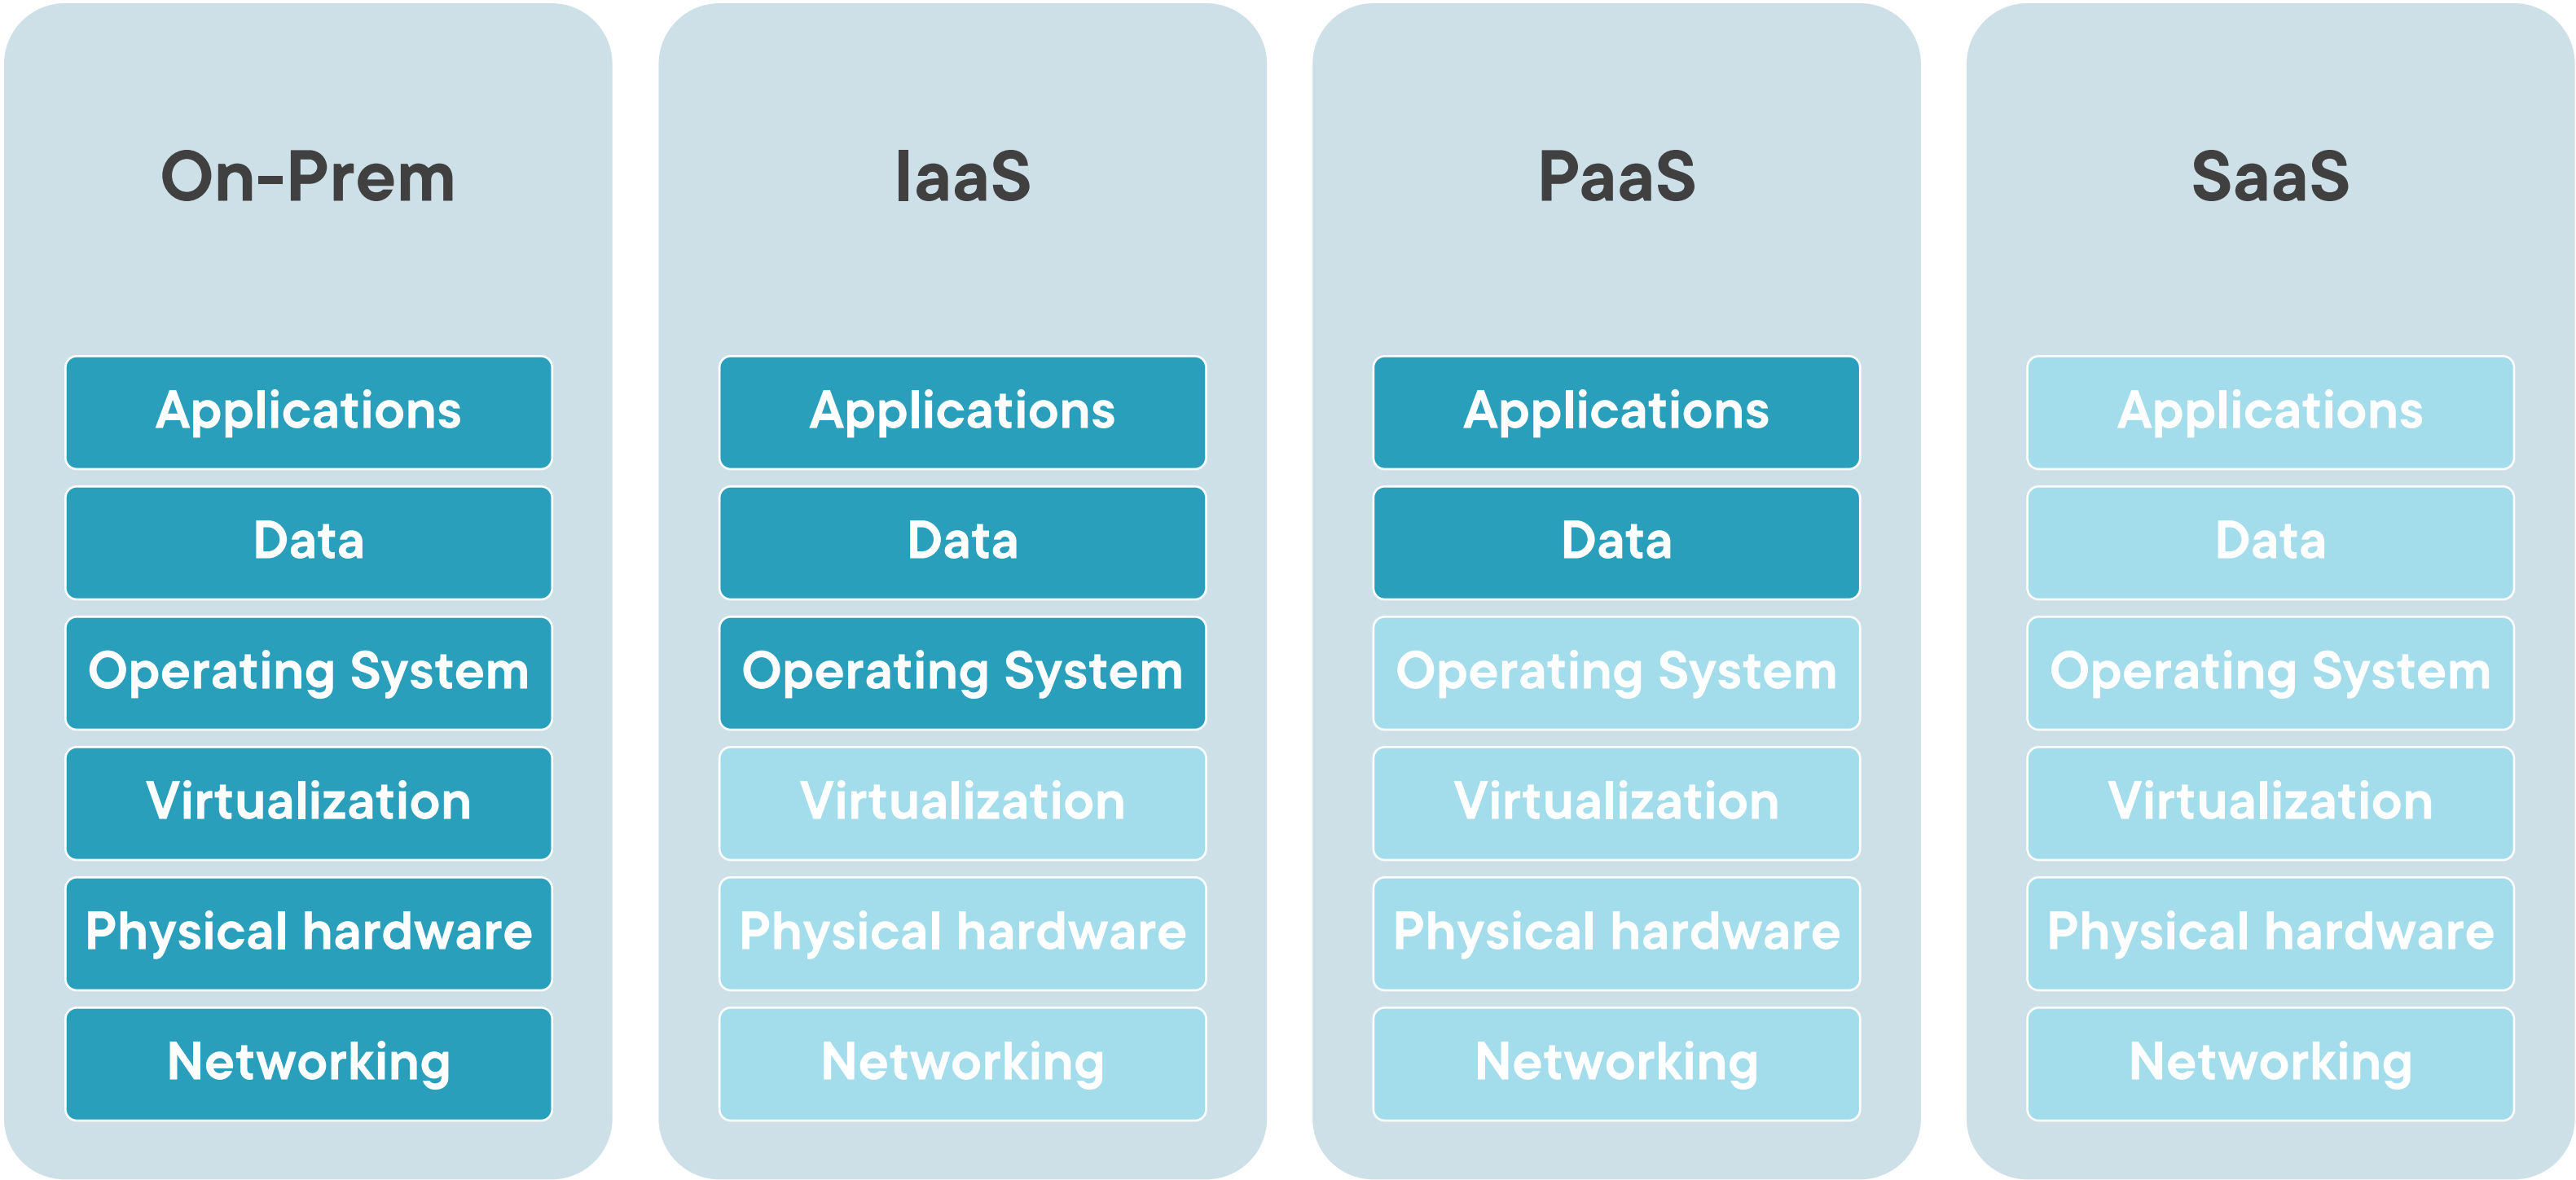 On-Prem
Applications
Data
Operating System
Virtualization
Physical hardware
Networking
IaaS
Applications
Data
Operating System
Virtualization
Physical hardware
Networking
PaaS
Applications
Data
Operating System
Virtualization
Physical hardware
Networking
SaaS
Applications
Data
Operating System
Virtualization
Physical hardware
Networking